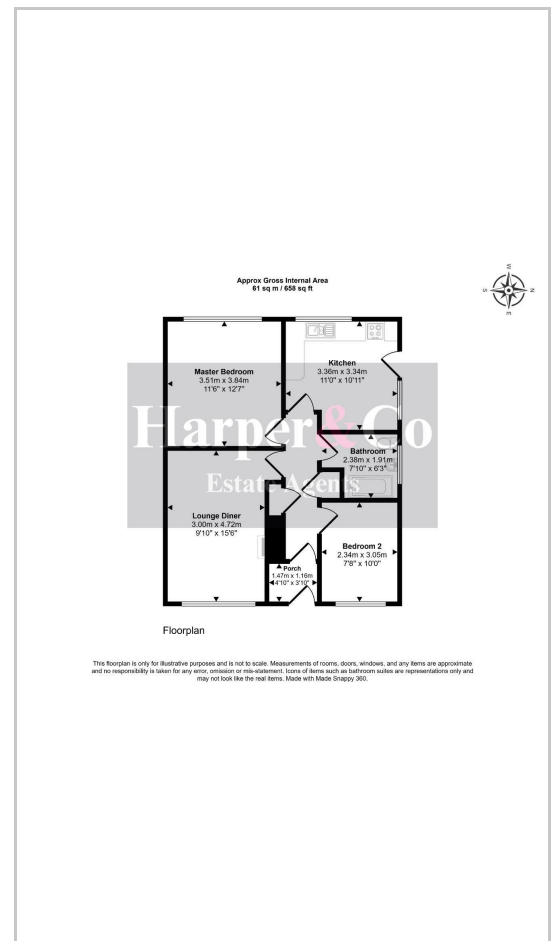 Approx Gross Internal Area
61 sq m / 658 sq ft
W
S
N
E
Master Bedroom
3.51m x 3.84m
11'6" x 12'7"
Kitchen
3.36m x 3.34m
11'0" x 10'11"
Harper&Co
Estate Agents
Bathroom
2.38m x 1.91m
7'10" x 6'3"
Lounge Diner
3.00m x 4.72m
9'10" x 15'6"
Bedroom 2
2.34m x 3.05m
7'8" x 10'0"
Porch
1.47m x 1.16m
4'10" x 3'10"
Floorplan
This floorplan is only for illustrative purposes and is not to scale. Measurements of rooms, doors, windows, and any items are approximate
and no responsibility is taken for any error, omission or mis-statement. Icons of items such as bathroom suites are representations only and
may not look like the real items. Made with Made Snappy 360.